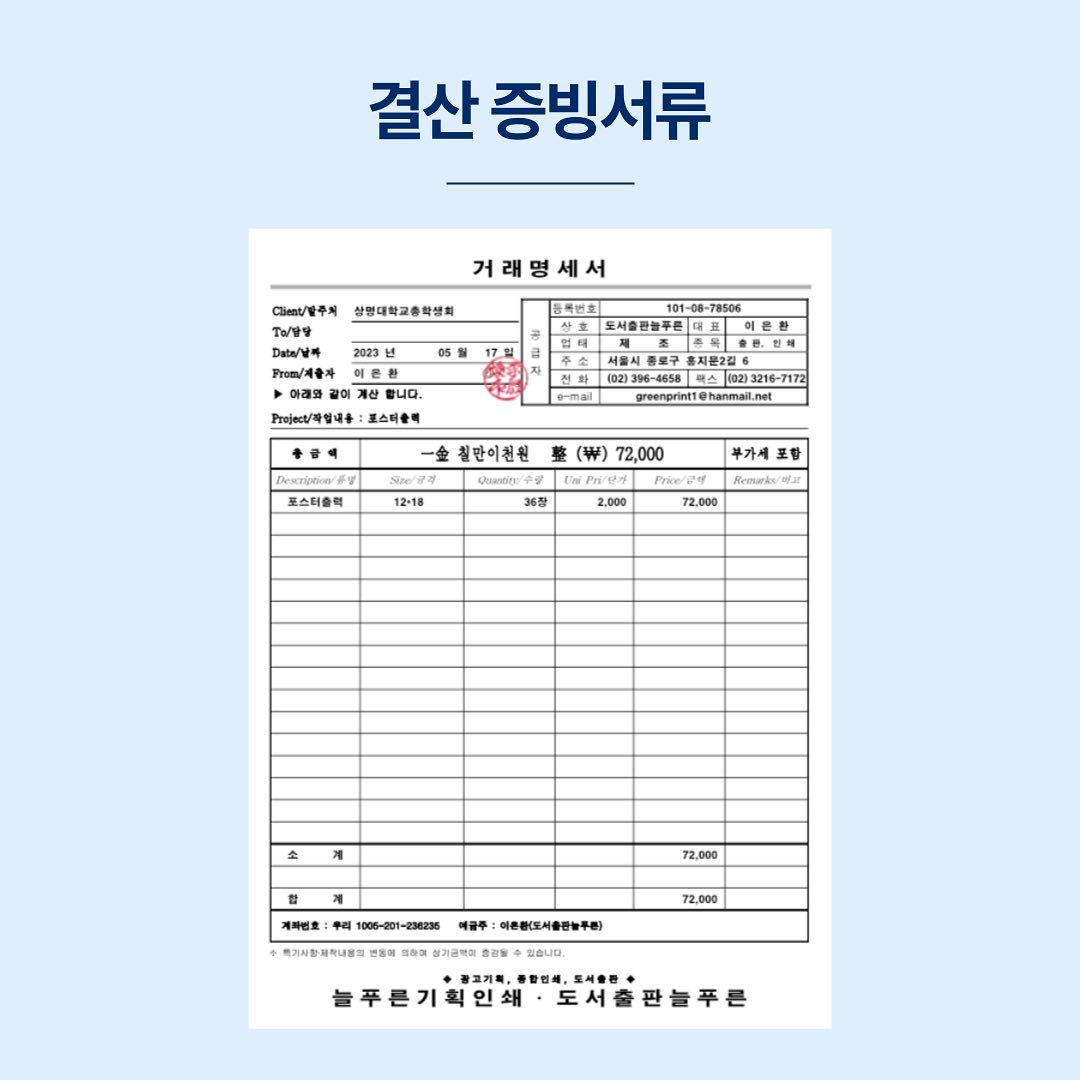 결산 증빙서류
거래명세서
Client/발주처 상명대학교총학생회
To/담당
Date/날짜 2023 년 05 월 17 일
From/제출자 이 은 환
▶ 아래와 같이 계산 합니다.
Project/작업내용 : 포스터출력
공급자
등록번호 101-08-78506
상 호 도서출판늘푸른 대 표 이 은 환
업 태 제 조 종 목 출 판, 인 쇄
주 소 서울시 종로구 홍지문2길 6
전 화 (02) 396-4658 팩스 (02) 3216-7172
e-mail greenprint1@hanmail.net
총 금 액 一金 칠만이천원 整 (₩) 72,000 부가세 포함
Description/품명 Size/규격 Quantity/수량 Uni Pri/단가 Price/금액 Remarks/비고
포스터출력 12*18 36장 2,000 72,000
소 계 72,000
합 계 72,000
계좌번호 : 우리 1005-201-236235 예금주 : 이은환(도서출판늘푸른)
※ 특기사항·제작내용의 변동에 의하여 상기금액이 증감될 수 있습니다.
◆ 광고기획, 종합인쇄, 도서출판 ◆
늘푸른기획인쇄 · 도서출판늘푸른